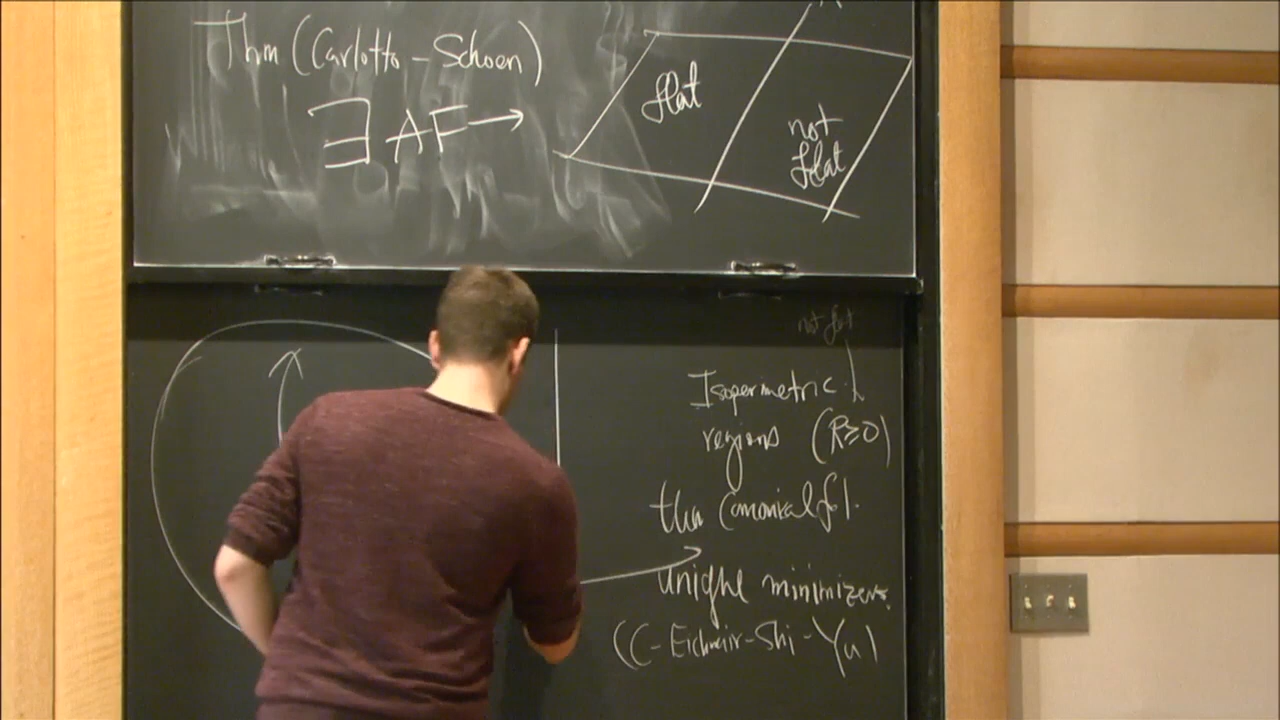 Thm (Carlotto-Schoen)
∃ AF →
flat
not
flat
not flat
Isoperimetric
regions (R≥0)
the canonical fol.
unique minimizers.
(C-Eichmair-Shi-Yu)